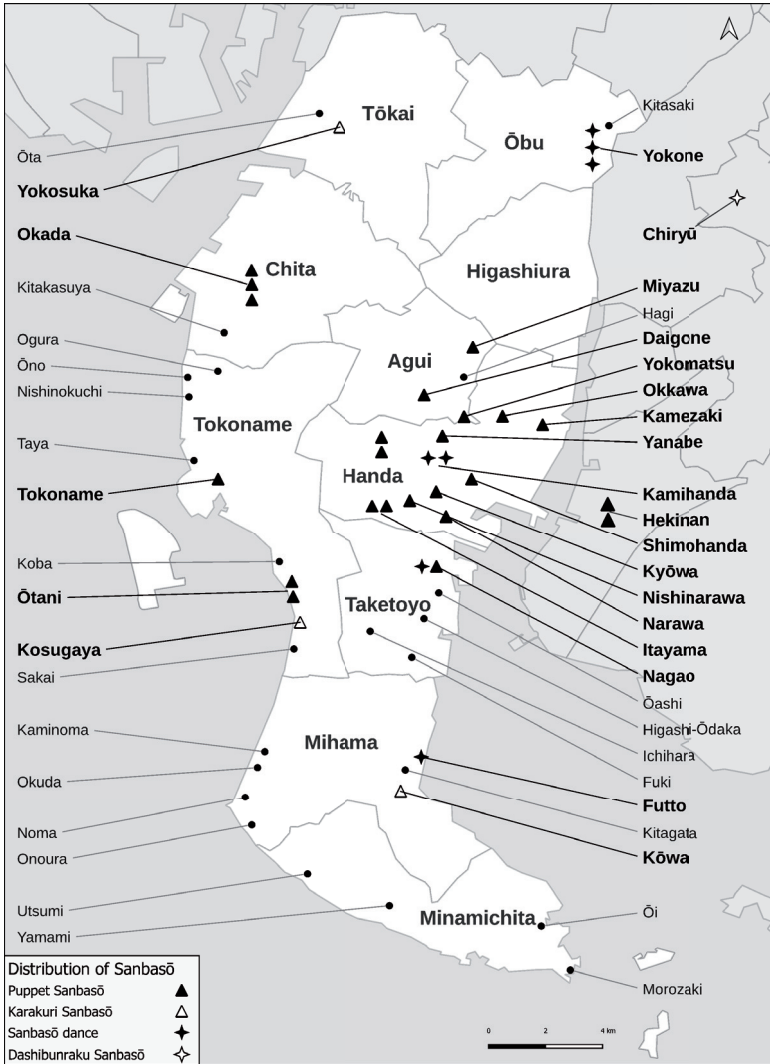 Tōkai
Ōbu
Chita
Higashiura
Agui
Tokoname
Handa
Taketoyo
Mihama
Minamichita
Ōta
Yokosuka
Okada
Kitakasuya
Ogura
Ōno
Nishinokuchi
Taya
Tokoname
Koba
Ōtani
Kosugaya
Sakai
Kaminoma
Okuda
Noma
Onoura
Utsumi
Yamami
Kitasaki
Yokone
Chiryū
Miyazu
Hagi
Daigone
Yokomatsu
Okkawa
Kamezaki
Yanabe
Kamihanda
Hekinan
Shimohanda
Kyōwa
Nishinarawa
Narawa
Itayama
Nagao
Ōashi
Higashi-Ōdaka
Ichihara
Fuki
Futto
Kitagata
Kōwa
Ōi
Morozaki
Distribution of Sanbasō
Puppet Sanbasō
Karakuri Sanbasō
Sanbasō dance
Dashibunraku Sanbasō
0 2 4 km